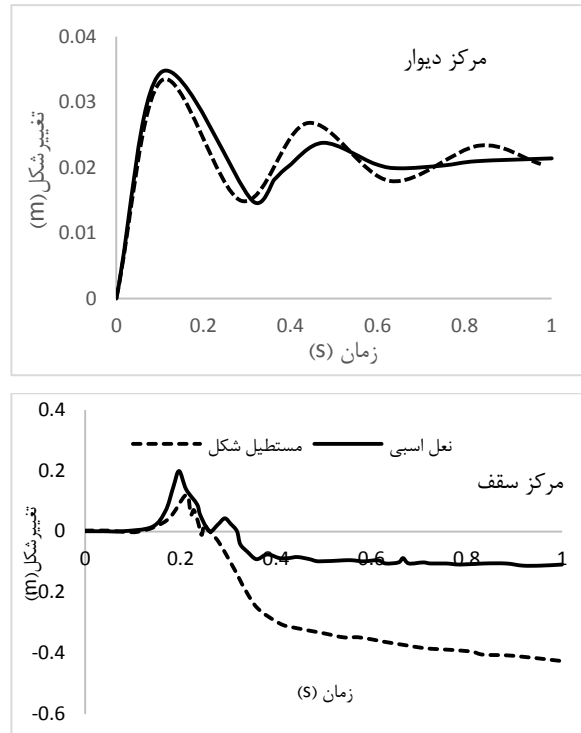 0.04
مرکز دیوار
0.03
0.02
0.01
0
تغییرشکل(m)
0 0.2 0.4 0.6 0.8 1
زمان (s)
0.4
نعل اسبی مستطیل شکل
0.2
مرکز سقف
0
0 0.2 0.4 0.6 0.8 1
-0.2
-0.4
-0.6
تغییرشکل(m)
زمان (s)